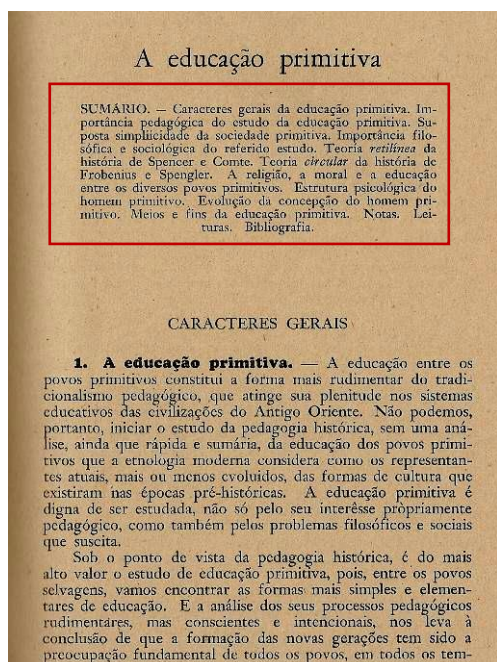 A educação primitiva
SUMÁRIO. — Caracteres gerais da educação primitiva. Im-
portância pedagógica do estudo da educação primitiva. Su-
posta simpliicidade da sociedade primitiva. Importância filo-
sófica e sociológica do referido estudo. Teoria retilínea da
história de Spencer e Comte. Teoria circular da história de
Frobenius e Spengler. A religião, a moral e a educação
entre os diversos povos primitivos. Estrutura psicológica do
homem primitivo. Evolução da concepção do homem pri-
mitivo. Meios e fins da educação primitiva. Notas. Lei-
turas. Bibliografia.
CARACTERES GERAIS
1. A educação primitiva. — A educação entre os
povos primitivos constitui a forma mais rudimentar do tradi-
cionalismo pedagógico, que atinge sua plenitude nos sistemas
educativos das civilizações do Antigo Oriente. Não podemos,
portanto, iniciar o estudo da pedagogia histórica, sem uma aná-
lise, ainda que rápida e sumária, da educação dos povos primi-
tivos que a etnologia moderna considera como os representan-
tes atuais, mais ou menos evoluidos, das formas de cultura que
existiram nas épocas pré-históricas. A educação primitiva é
digna de ser estudada, não só pelo seu interêsse pròpriamente
pedagógico, como também pelos problemas filosóficos e sociais
que suscita.
Sob o ponto de vista da pedagogia histórica, é do mais
alto valor o estudo de educação primitiva, pois, entre os povos
selvagens, vamos encontrar as formas mais simples e elemen-
tares de educação. E a análise dos seus processos pedagógicos
rudimentares, mas conscientes e intencionais, nos leva à
conclusão de que a formação das novas gerações tem sido a
preocupação fundamental de todos os povos, em todos os tem-